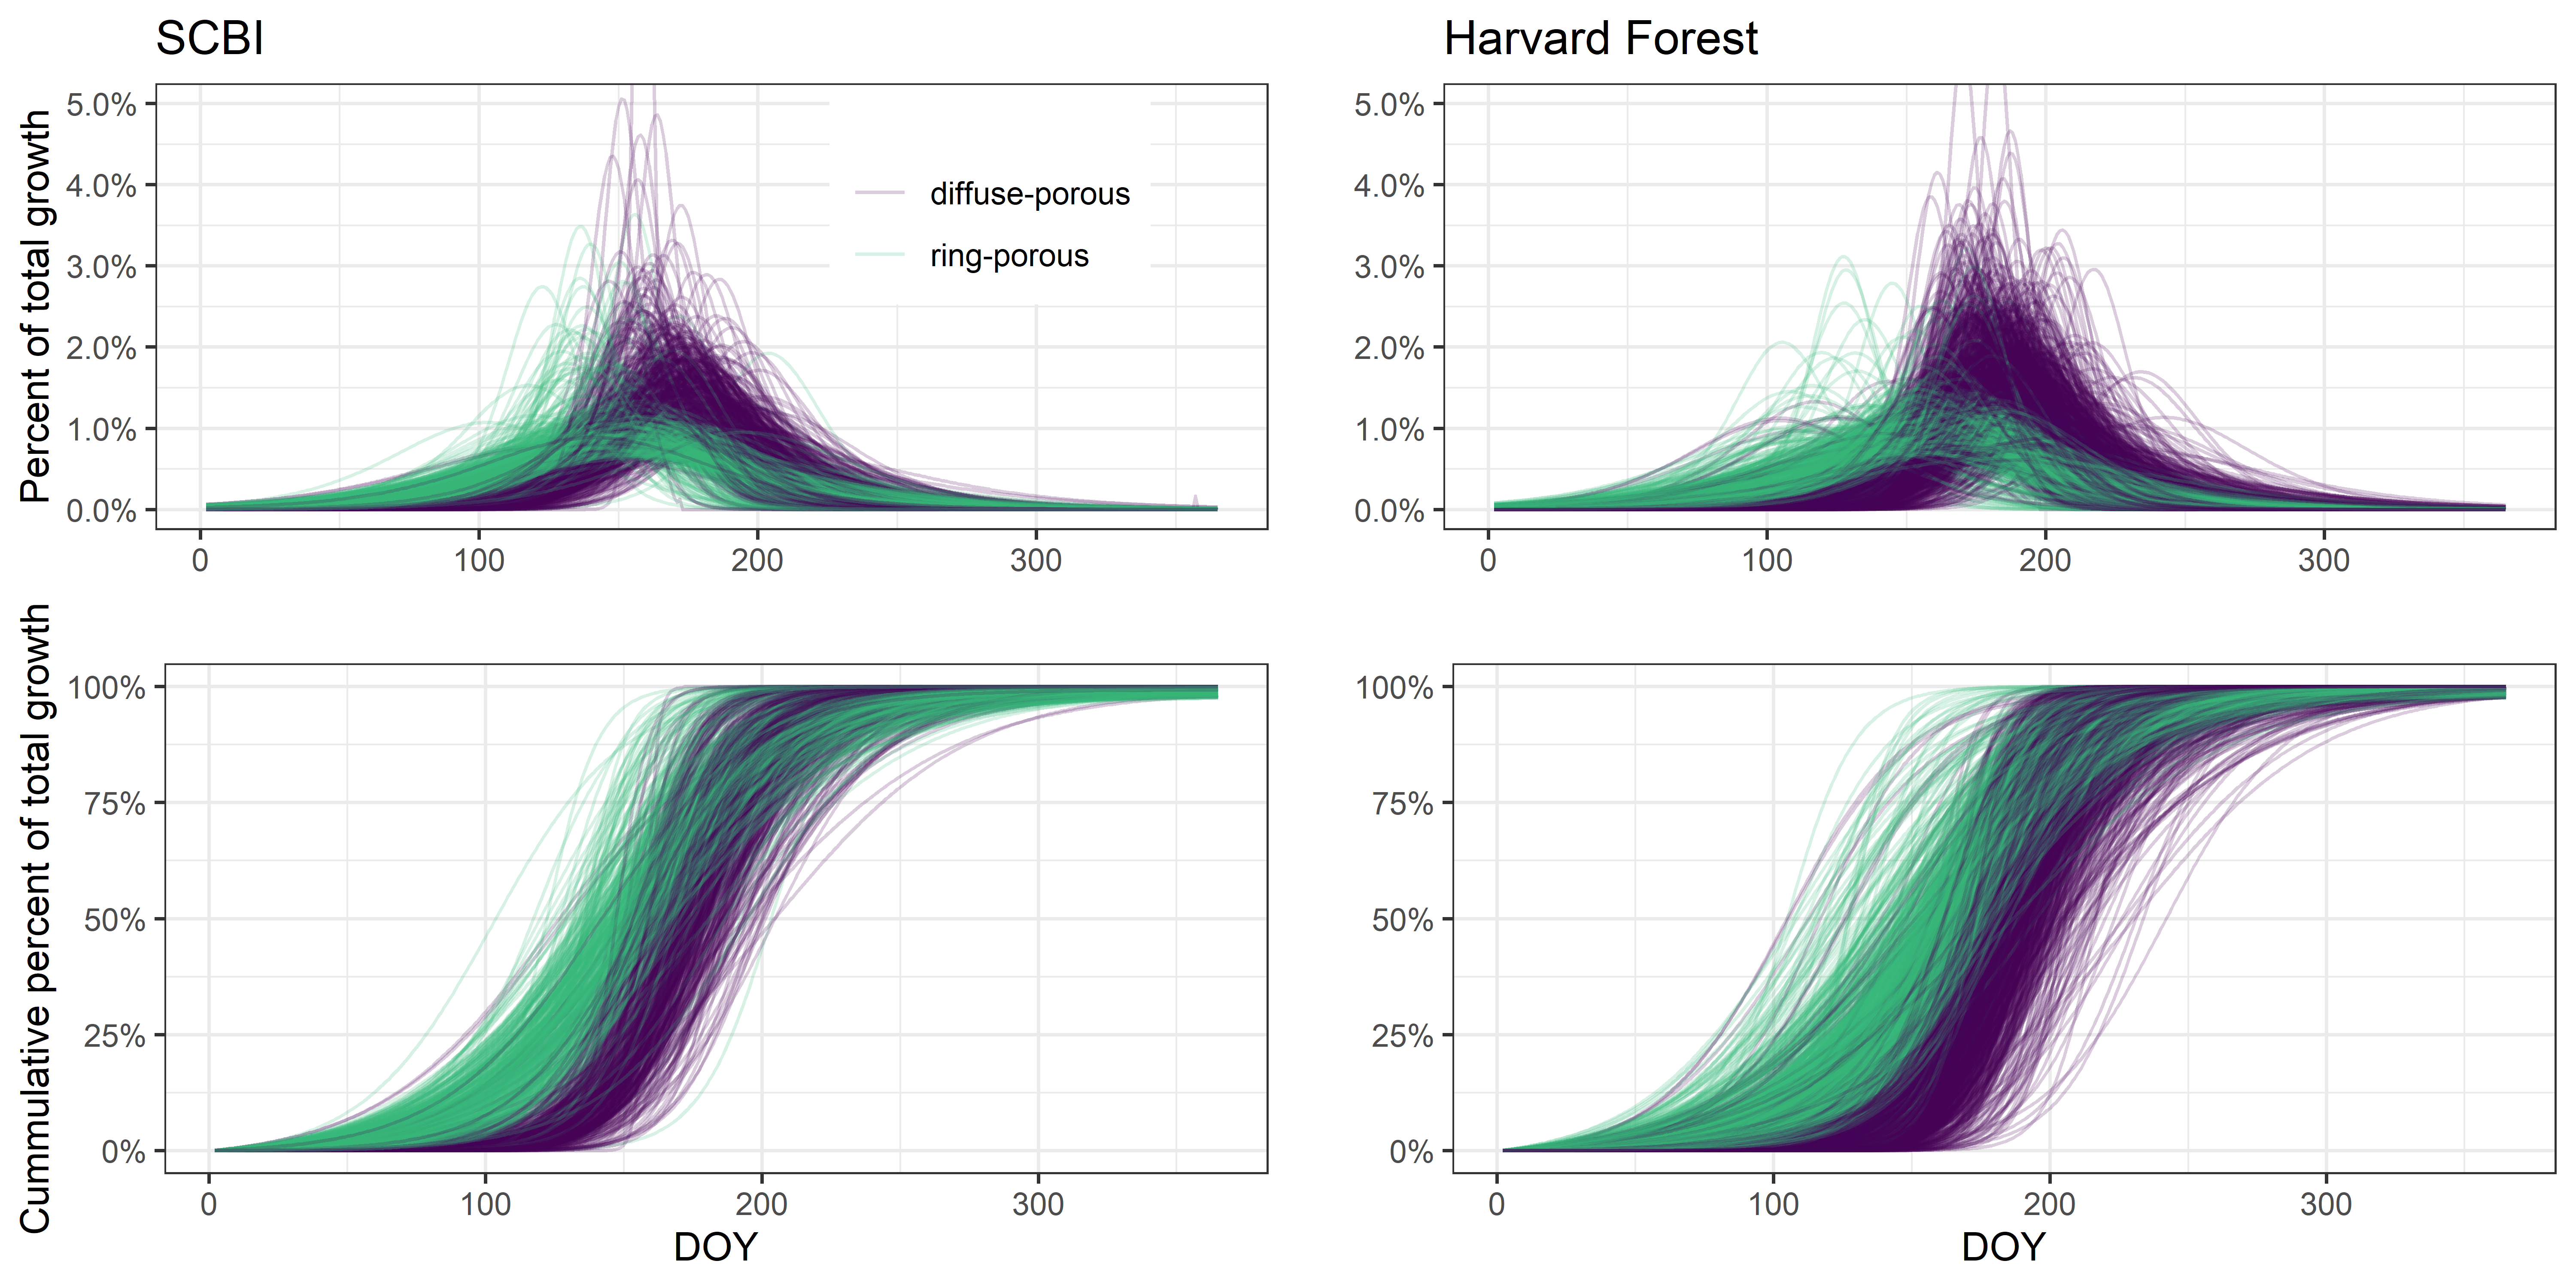 SCBI
Harvard Forest
Percent of total growth
5.0%
4.0%
3.0%
2.0%
1.0%
0.0%
diffuse-porous
ring-porous
0 100 200 300
5.0%
4.0%
3.0%
2.0%
1.0%
0.0%
0 100 200 300
Cummulative percent of total growth
100%
75%
50%
25%
0%
0 100 200 300
DOY
100%
75%
50%
25%
0%
0 100 200 300
DOY